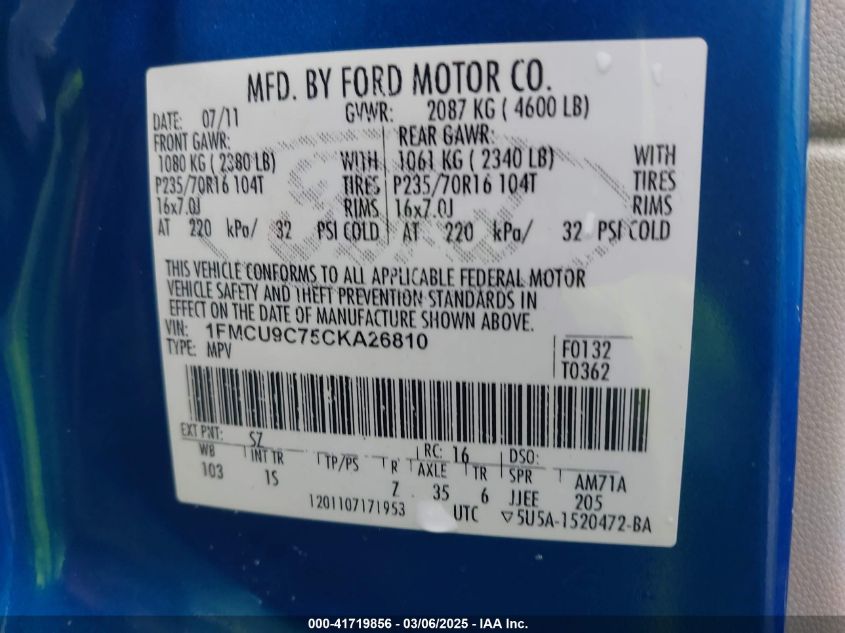 MFD. BY FORD MOTOR CO.
DATE: 07/11 GVWR: 2087 KG ( 4600 LB)
FRONT GAWR: REAR GAWR:
1080 KG ( 2380 LB) WITH 1061 KG ( 2340 LB) WITH
P235/70R16 104T TIRES P235/70R16 104T TIRES
16x7.0J RIMS 16x7.0J RIMS
AT 220 kPa/ 32 PSI COLD AT 220 kPa/ 32 PSI COLD
THIS VEHICLE CONFORMS TO ALL APPLICABLE FEDERAL MOTOR
VEHICLE SAFETY AND THEFT PREVENTION STANDARDS IN
EFFECT ON THE DATE OF MANUFACTURE SHOWN ABOVE.
VIN: 1FMCU9C75CKA26810
TYPE: MPV F0132
T0362
EXT PNT: SZ RC: 16 DSO:
WB INT TR TP/PS R AXLE TR SPR AM71A
103 1S Z 35 6 JJEE 205
1201107171953 UTC ▽5U5A-1520472-BA
000-41719856 — 03/06/2025 — IAA Inc.